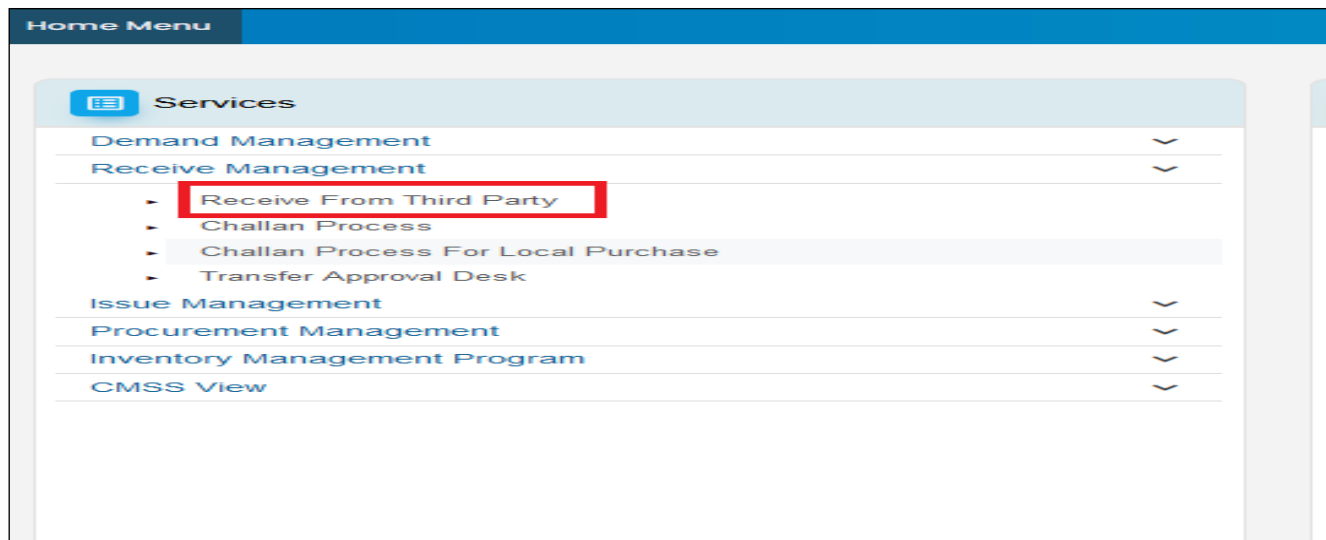 Home Menu
Services
Demand Management
Receive Management
Receive From Third Party
Challan Process
Challan Process For Local Purchase
Transfer Approval Desk
Issue Management
Procurement Management
Inventory Management Program
CMSS View